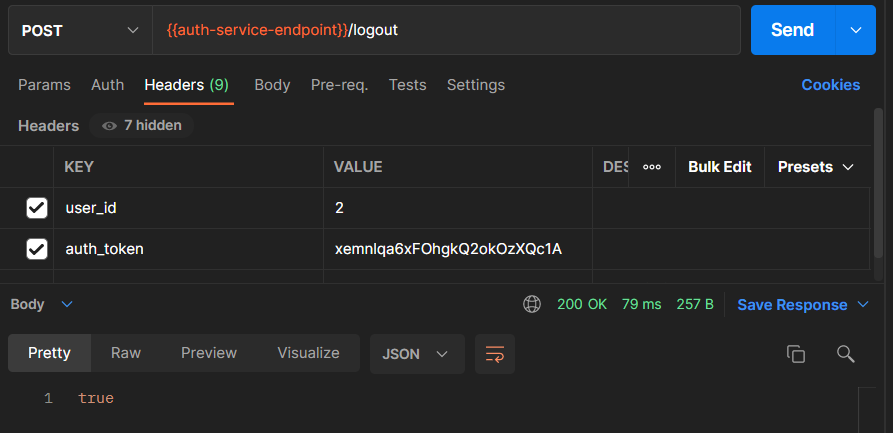 POST {{auth-service-endpoint}}/logout Send
Params Auth Headers (9) Body Pre-req. Tests Settings Cookies
Headers 7 hidden
KEY VALUE DES Bulk Edit Presets
user_id 2
auth_token xemnlqa6xFOhgkQ2okOzXQc1A
Body 200 OK 79 ms 257 B Save Response
Pretty Raw Preview Visualize JSON
1 true